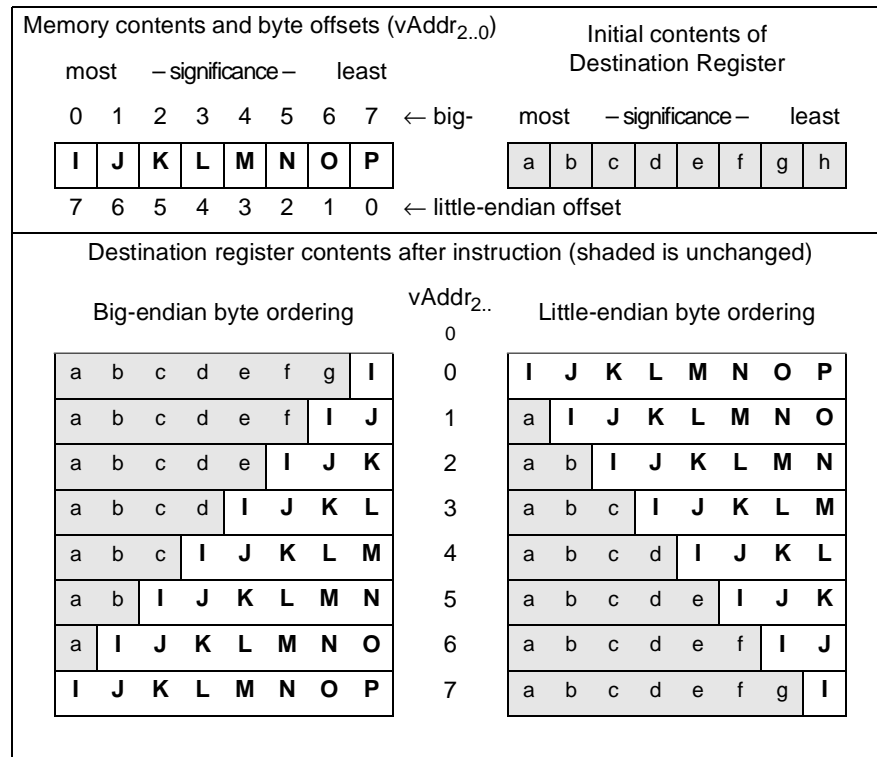 Memory contents and byte offsets (vAddr2..0)
Initial contents of
Destination Register
most – significance – least
0 1 2 3 4 5 6 7 ← big-
most – significance – least
I J K L M N O P
a b c d e f g h
7 6 5 4 3 2 1 0 ← little-endian offset
Destination register contents after instruction (shaded is unchanged)
Big-endian byte ordering
vAddr2..
0
Little-endian byte ordering
a b c d e f g I 0 I J K L M N O P
a b c d e f I J 1 a I J K L M N O
a b c d e I J K 2 a b I J K L M N
a b c d I J K L 3 a b c I J K L M
a b c I J K L M 4 a b c d I J K L
a b I J K L M N 5 a b c d e I J K
a I J K L M N O 6 a b c d e f I J
I J K L M N O P 7 a b c d e f g I